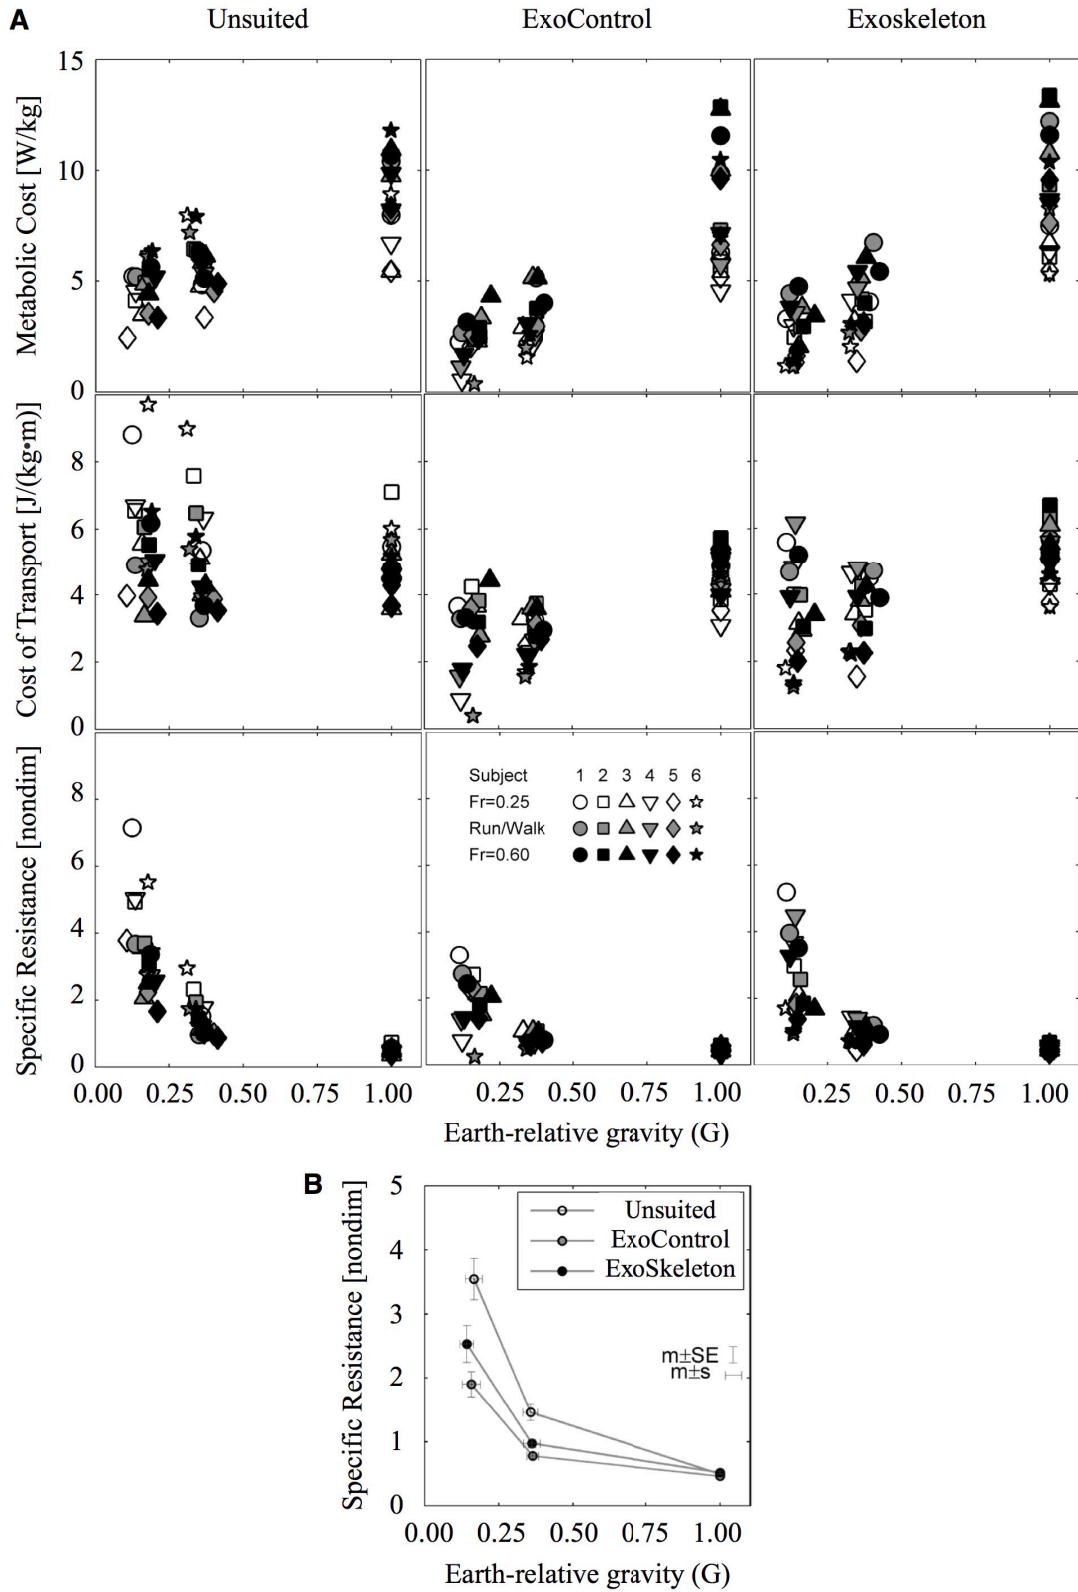 A
Unsuited ExoControl Exoskeleton
Metabolic Cost [W/kg]
15
10
5
0
Cost of Transport [J/(kg•m)]
8
6
4
2
0
Specific Resistance [nondim]
8
6
4
2
0
Subject 1 2 3 4 5 6
Fr=0.25
Run/Walk
Fr=0.60
0.00 0.25 0.50 0.75 1.00 0.25 0.50 0.75 1.00 0.25 0.50 0.75 1.00
Earth-relative gravity (G)
B
Specific Resistance [nondim]
5
4
3
2
1
0
Unsuited
ExoControl
ExoSkeleton
m±SE
m±s
0.00 0.25 0.50 0.75 1.00
Earth-relative gravity (G)